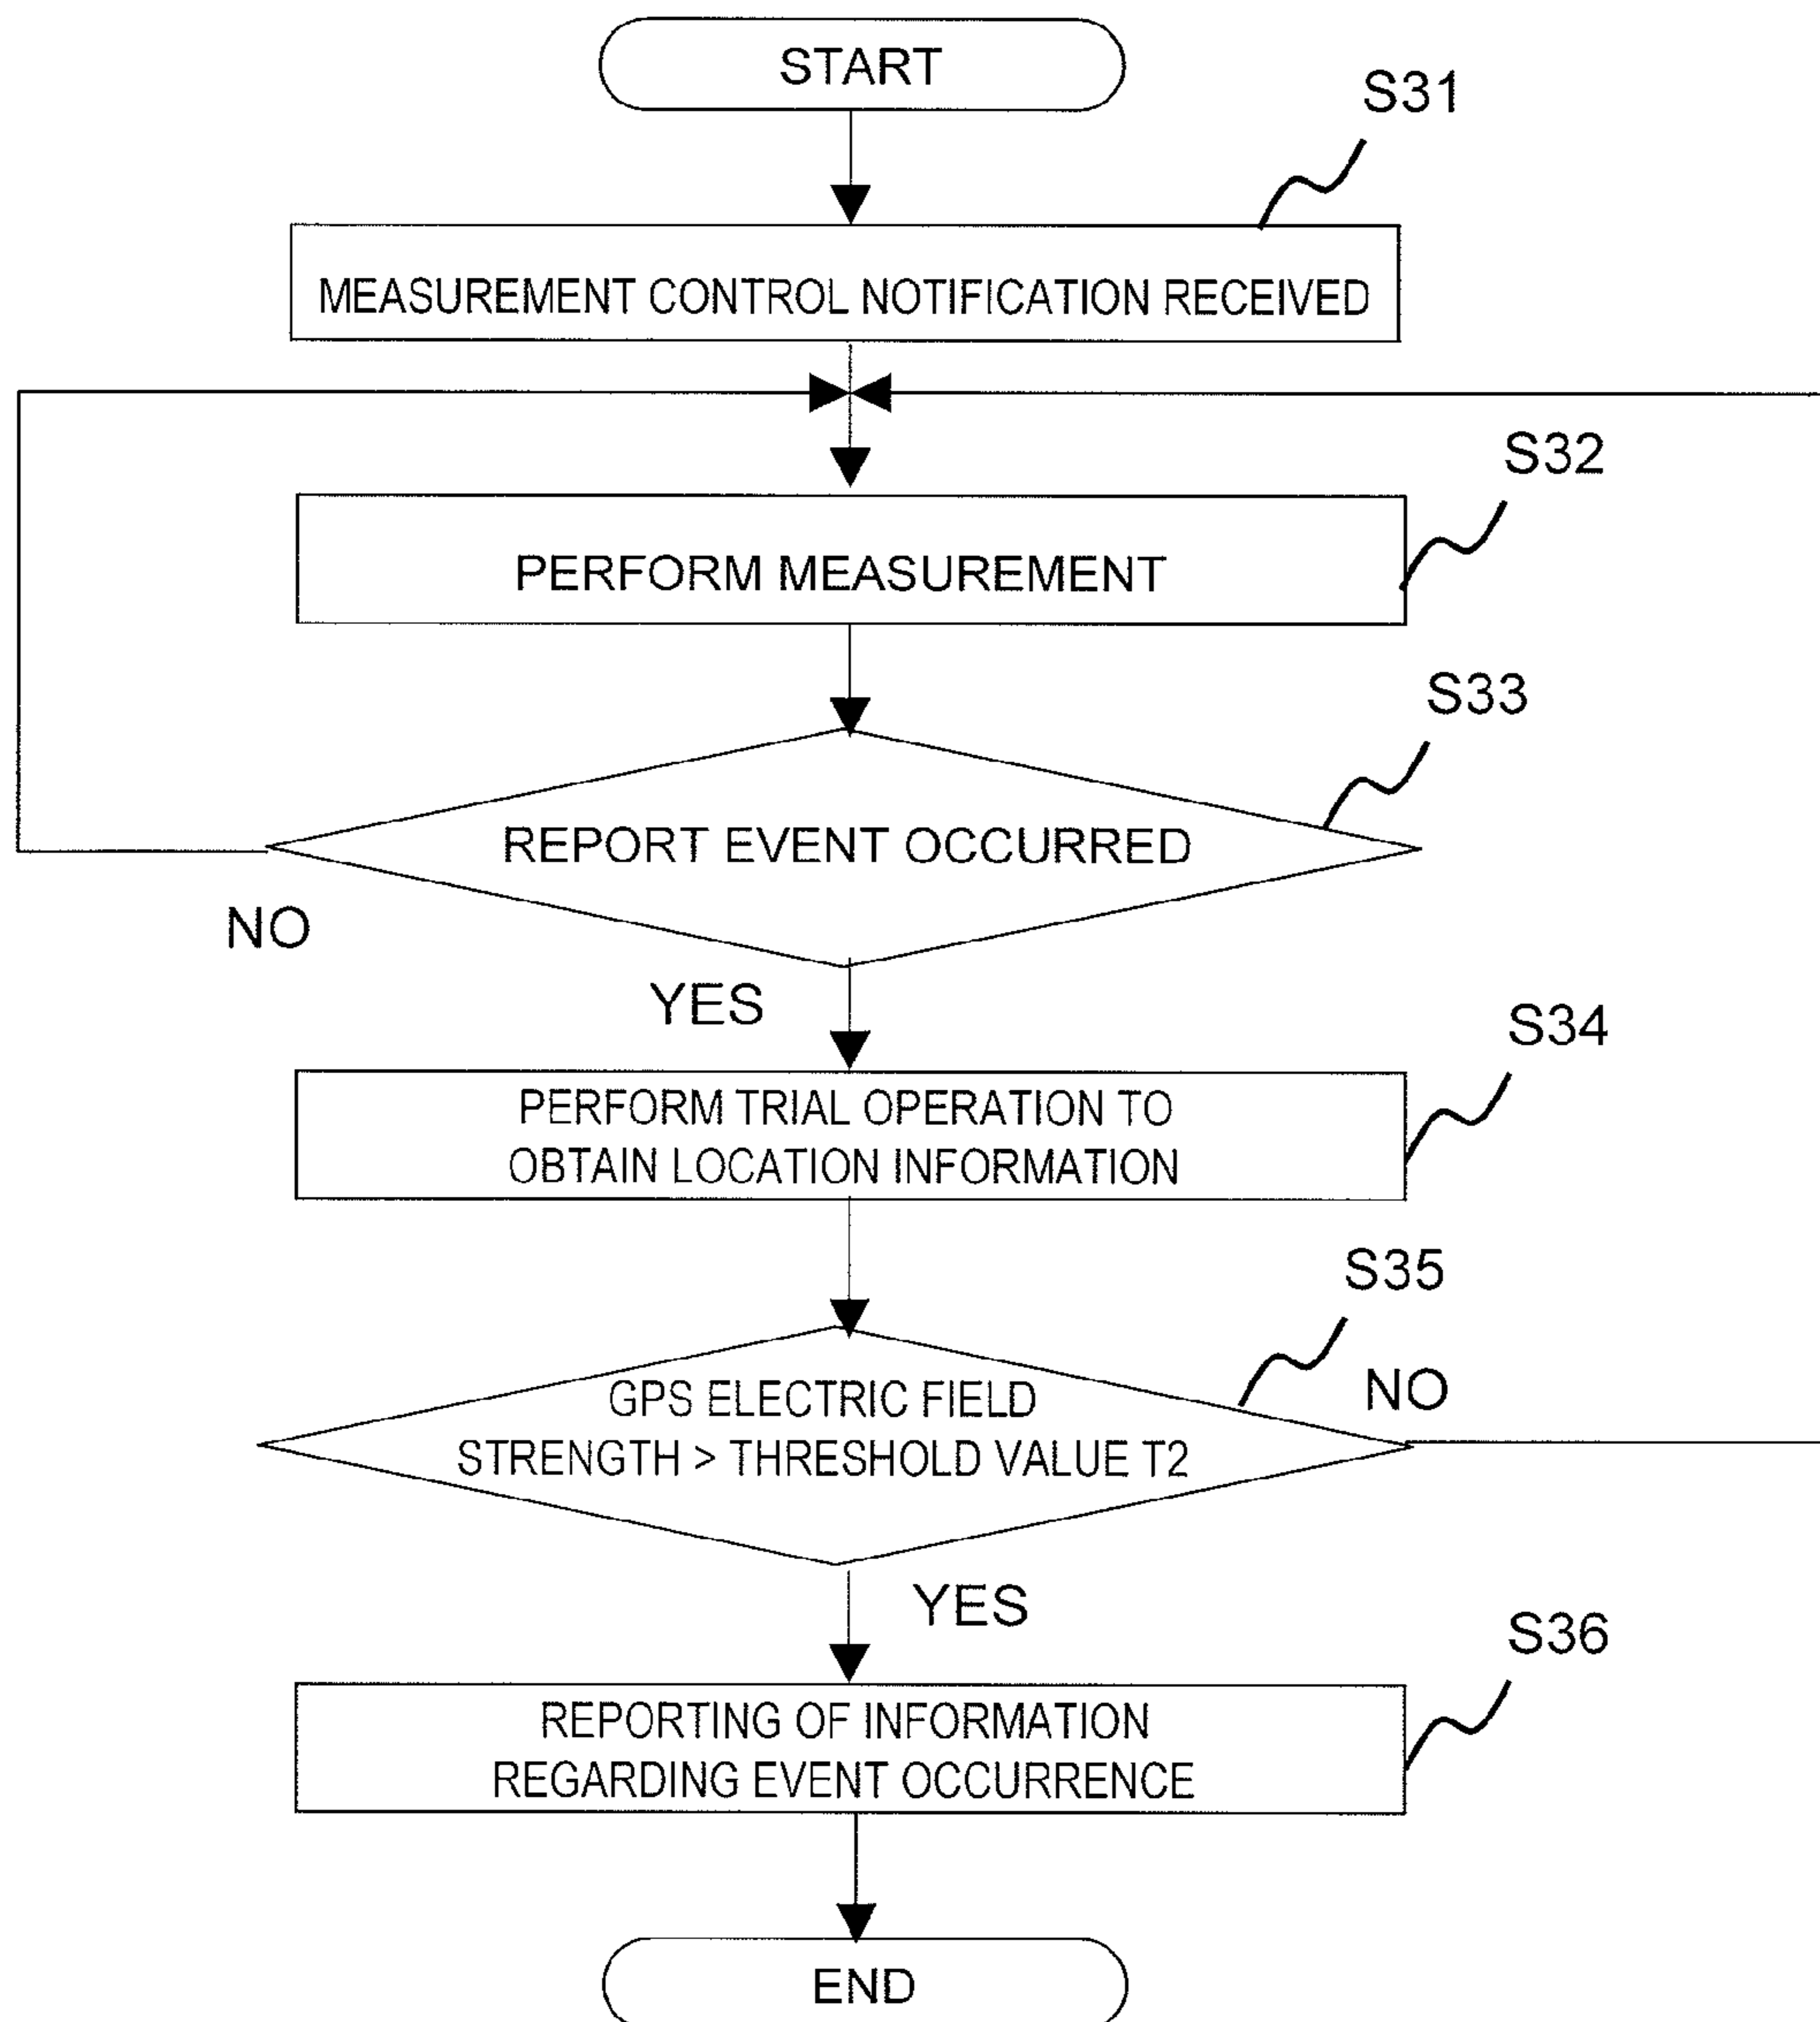 START
S31
MEASUREMENT CONTROL NOTIFICATION RECEIVED
S32
PERFORM MEASUREMENT
S33
REPORT EVENT OCCURRED
NO
YES
S34
PERFORM TRIAL OPERATION TO
OBTAIN LOCATION INFORMATION
S35
GPS ELECTRIC FIELD
STRENGTH > THRESHOLD VALUE T2
NO
YES
S36
REPORTING OF INFORMATION
REGARDING EVENT OCCURRENCE
END